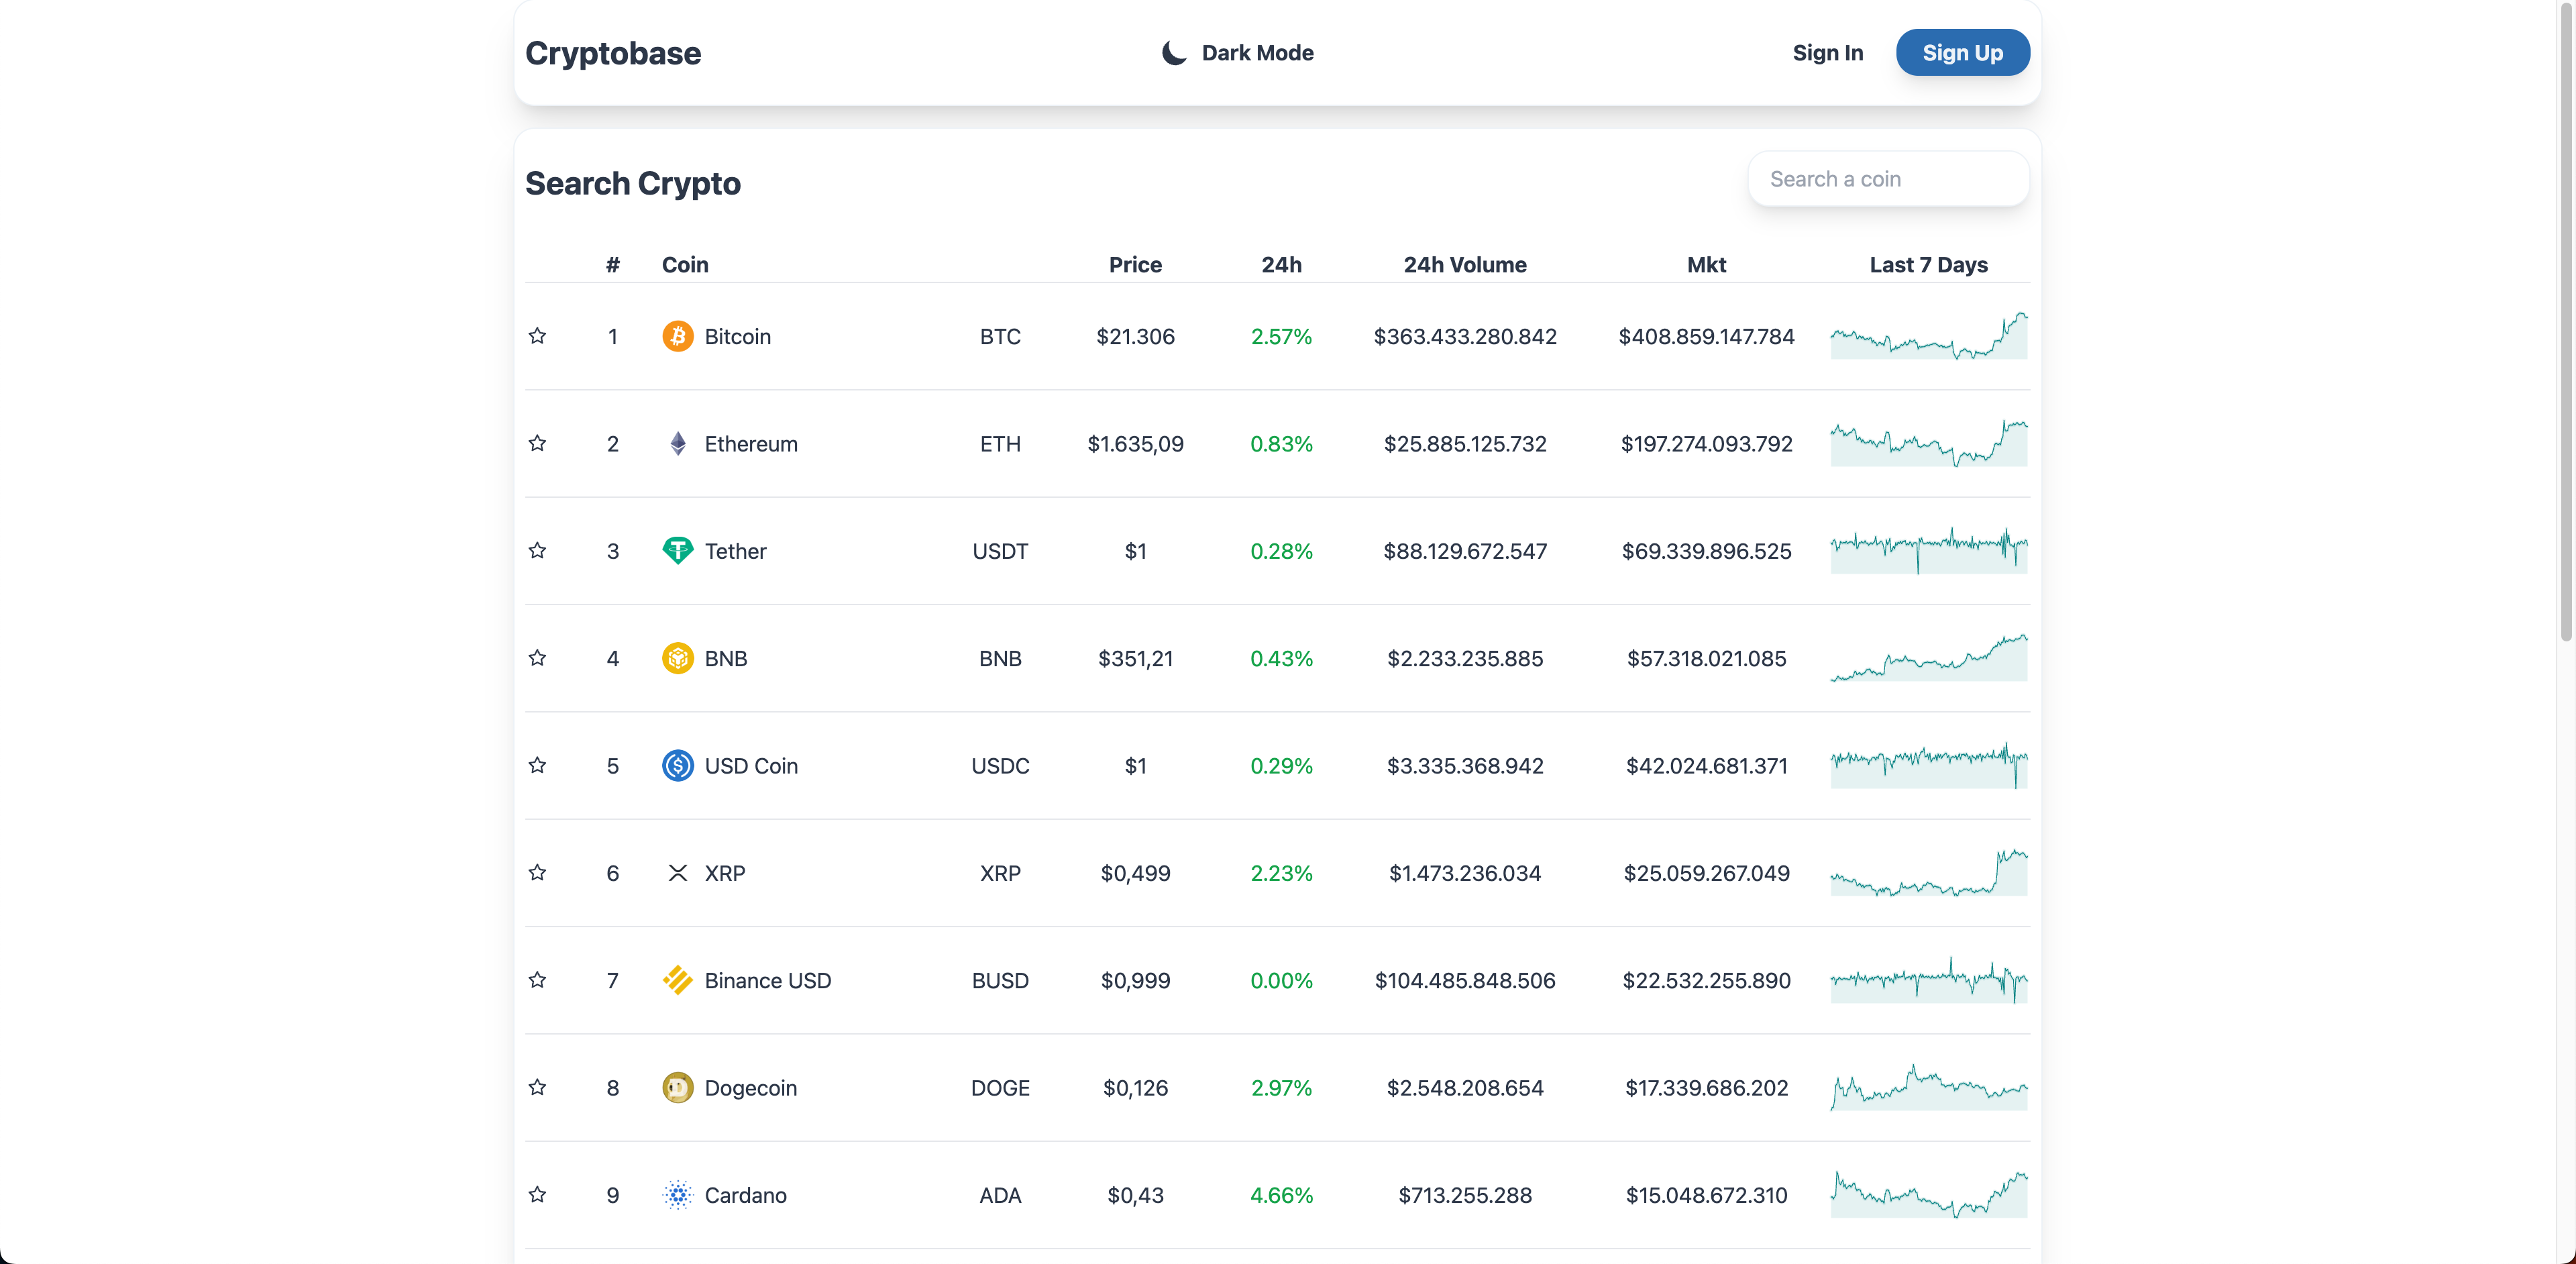 Cryptobase Dark Mode Sign In Sign Up
Search Crypto Search a coin
# Coin Price 24h 24h Volume Mkt Last 7 Days
1 Bitcoin BTC $21.306 2.57% $363.433.280.842 $408.859.147.784
2 Ethereum ETH $1.635,09 0.83% $25.885.125.732 $197.274.093.792
3 Tether USDT $1 0.28% $88.129.672.547 $69.339.896.525
4 BNB BNB $351,21 0.43% $2.233.235.885 $57.318.021.085
5 USD Coin USDC $1 0.29% $3.335.368.942 $42.024.681.371
6 XRP XRP $0,499 2.23% $1.473.236.034 $25.059.267.049
7 Binance USD BUSD $0,999 0.00% $104.485.848.506 $22.532.255.890
8 Dogecoin DOGE $0,126 2.97% $2.548.208.654 $17.339.686.202
9 Cardano ADA $0,43 4.66% $713.255.288 $15.048.672.310